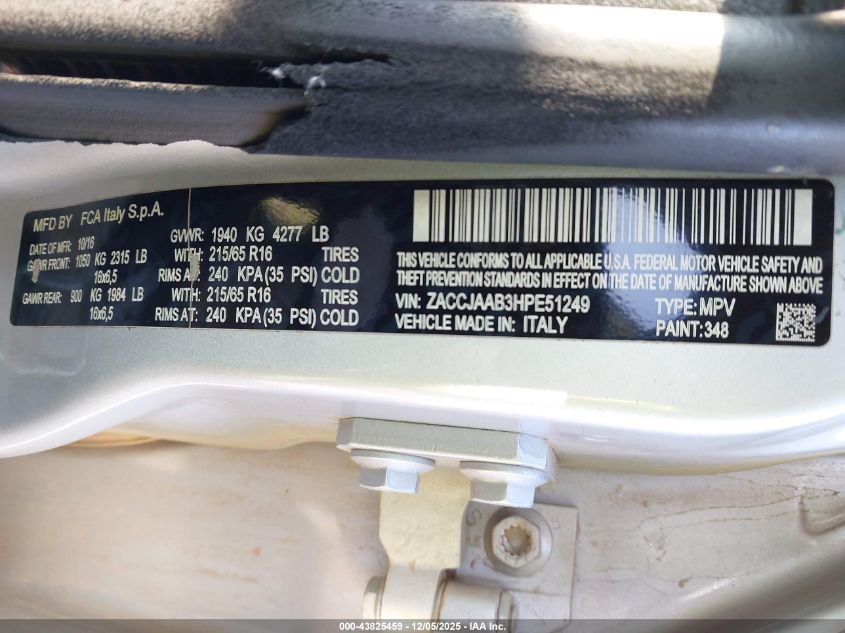 MFD BY FCA Italy S.p.A.
DATE OF MFR: 10/16 GVWR: 1940 KG 4277 LB
GAWR FRONT: 1050 KG 2315 LB WITH: 215/65 R16 TIRES
16x6,5 RIMS AT: 240 KPA (35 PSI) COLD
GAWR REAR: 900 KG 1984 LB WITH: 215/65 R16 TIRES
16x6,5 RIMS AT: 240 KPA (35 PSI) COLD
THIS VEHICLE CONFORMS TO ALL APPLICABLE U.S.A. FEDERAL MOTOR VEHICLE SAFETY AND
THEFT PREVENTION STANDARDS IN EFFECT ON THE DATE OF MANUFACTURE SHOWN ABOVE
VIN: ZACCJAAB3HPE51249 TYPE: MPV
VEHICLE MADE IN: ITALY PAINT: 348
000-43825459 - 12/05/2025 - IAA, Inc.